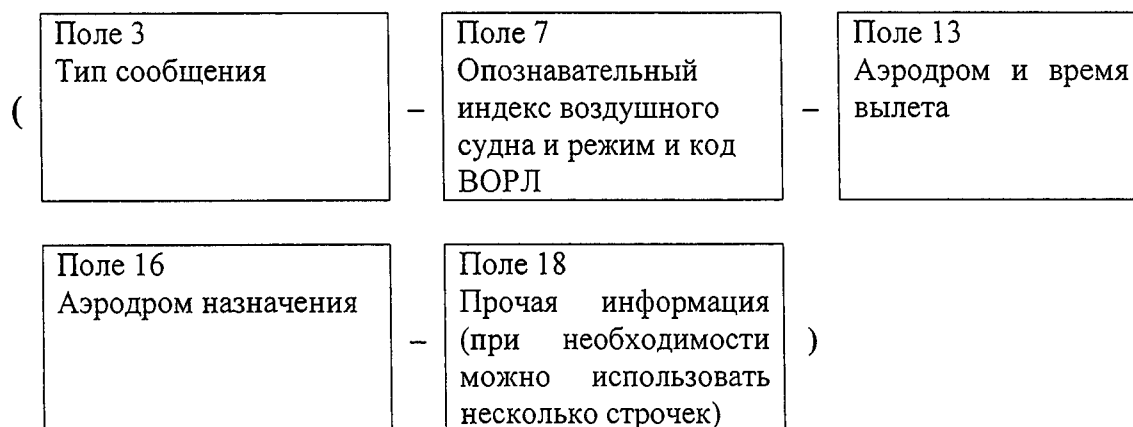 Поле 3
Тип сообщения
(
–
Поле 7
Опознавательный
индекс воздушного
судна и режим и код
ВОРЛ
–
Поле 13
Аэродром и время
вылета
Поле 16
Аэродром назначения
–
Поле 18
Прочая информация
(при необходимости
можно использовать
несколько строчек)
)